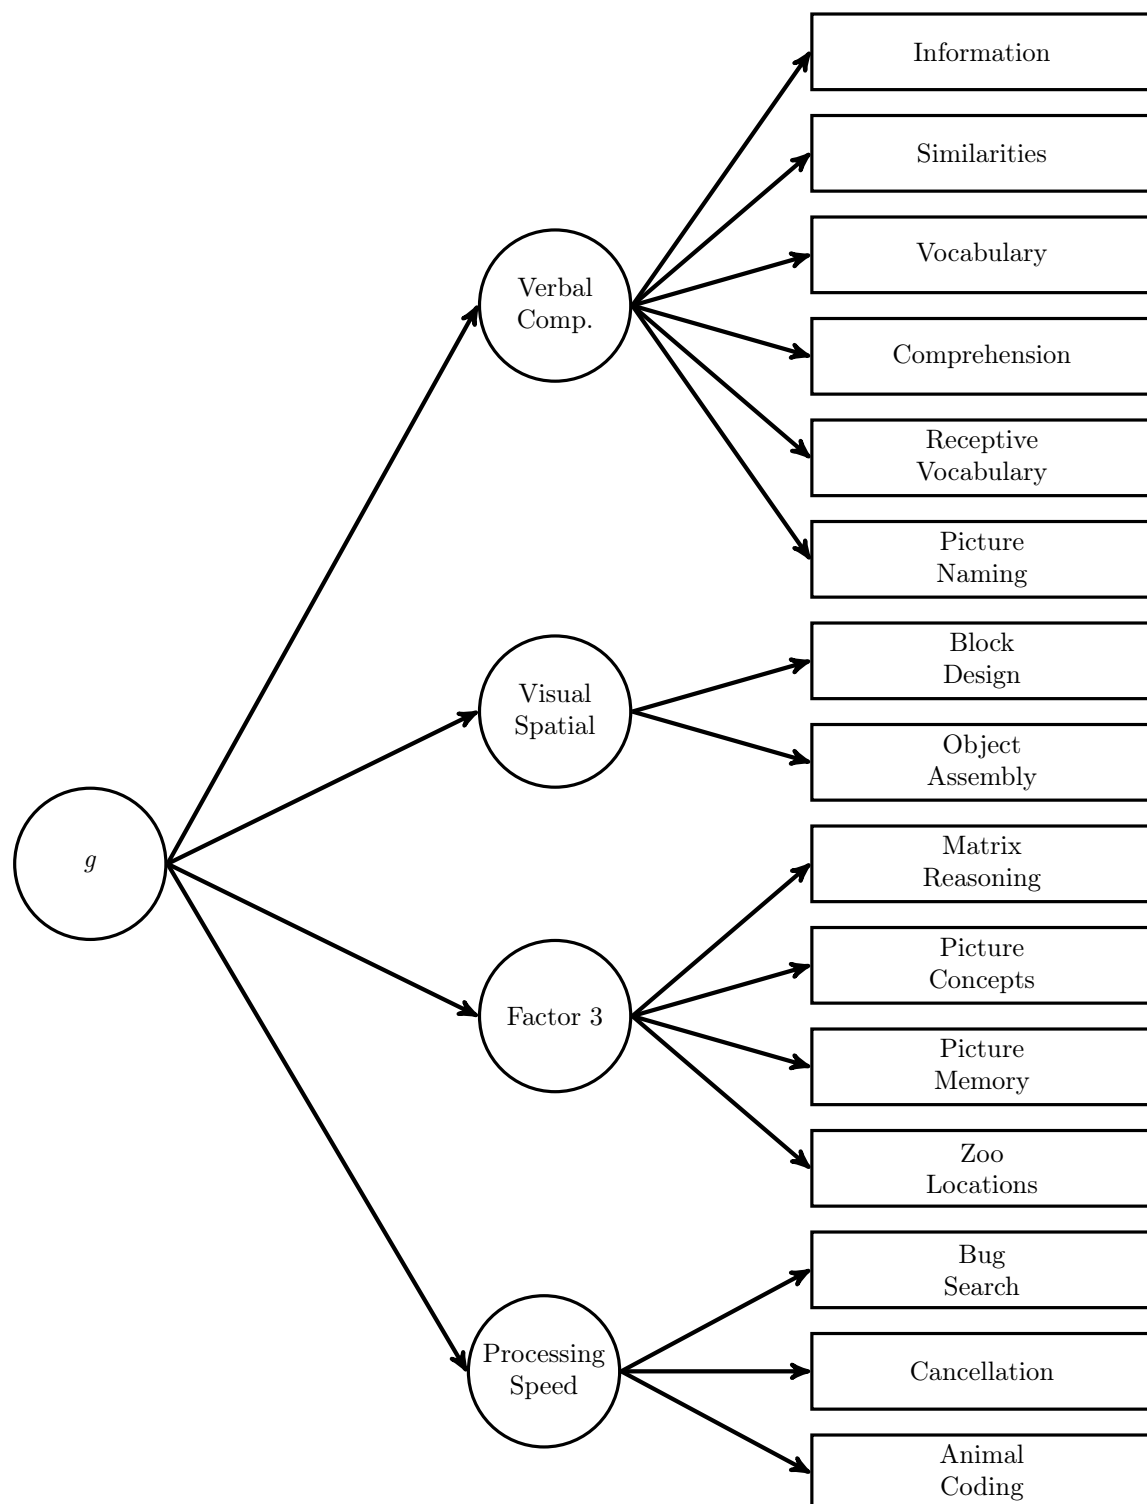 Information
Similarities
Verbal
Comp.
Vocabulary
Comprehension
Receptive
Vocabulary
Picture
Naming
Visual
Spatial
Block
Design
Object
Assembly
g
Matrix
Reasoning
Factor 3
Picture
Concepts
Picture
Memory
Zoo
Locations
Processing
Speed
Bug
Search
Cancellation
Animal
Coding